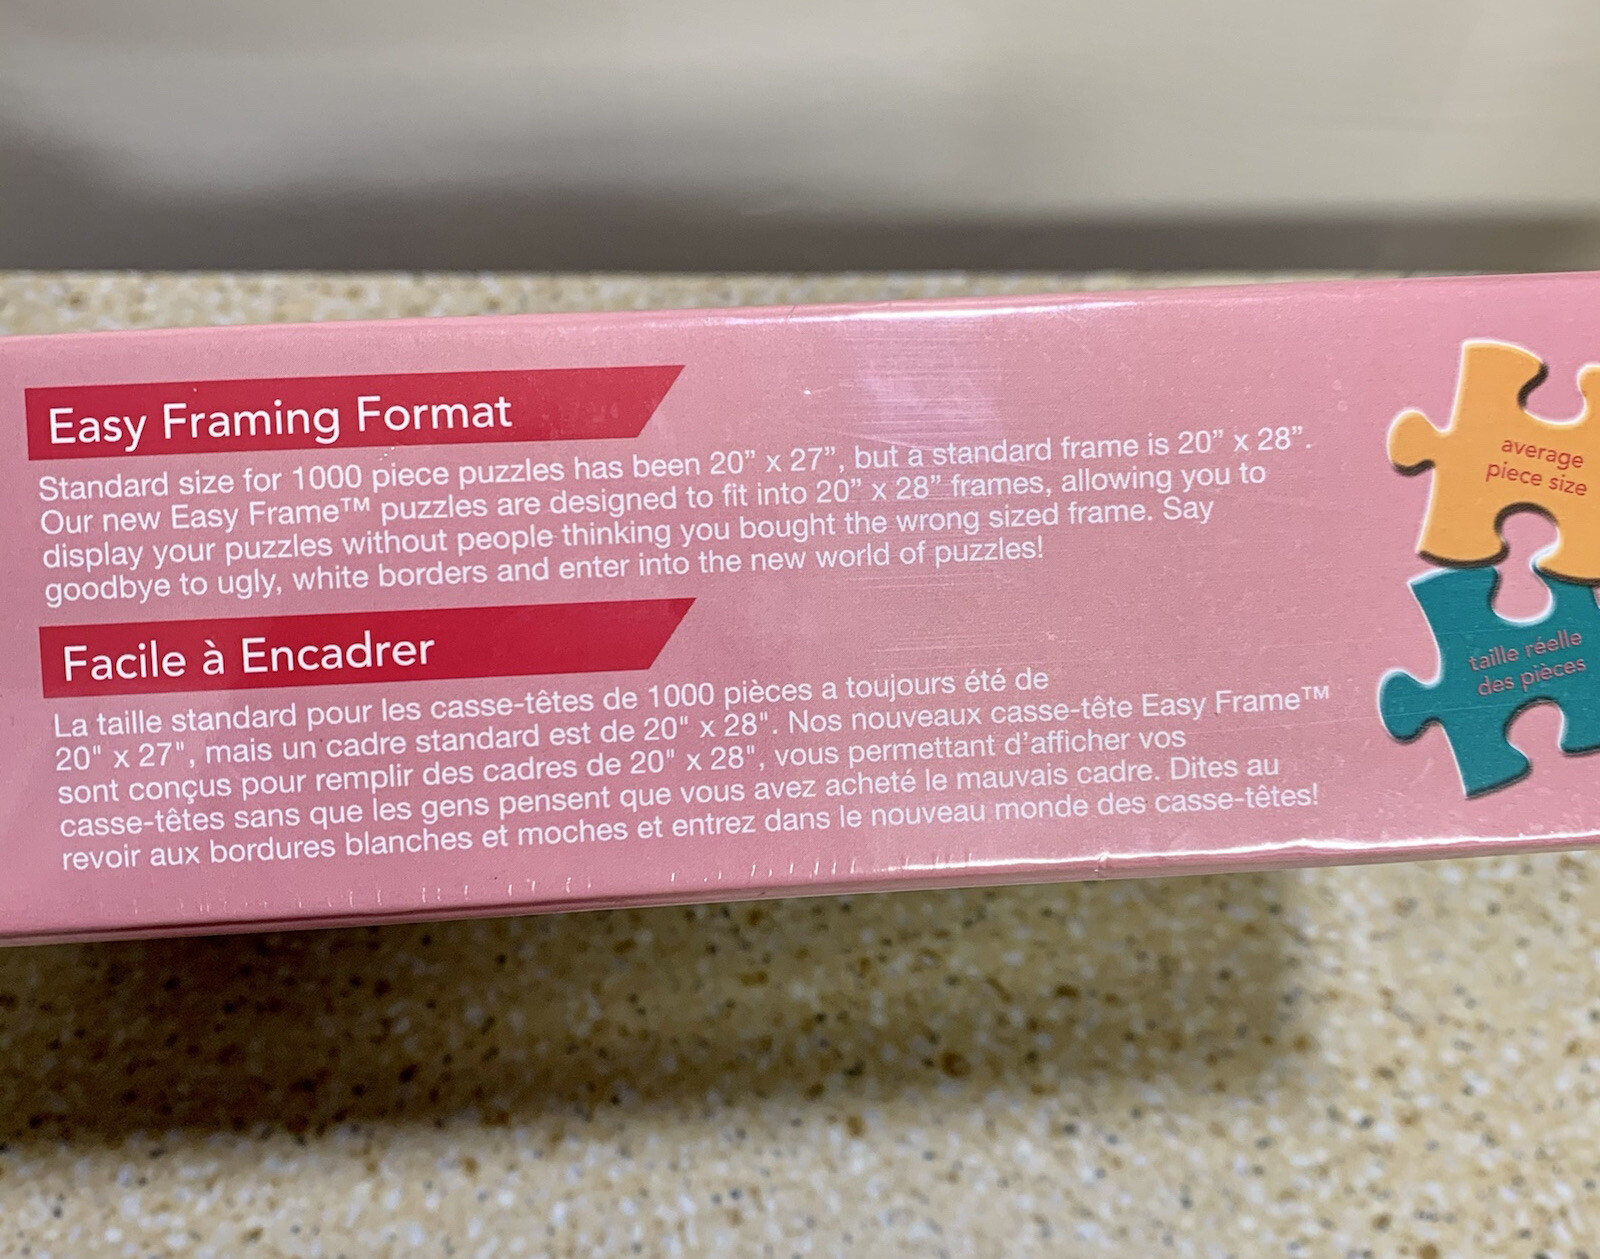 Easy Framing Format
Standard size for 1000 piece puzzles has been 20” x 27”, but a standard frame is 20” x 28”.
Our new Easy Frame™ puzzles are designed to fit into 20” x 28” frames, allowing you to
display your puzzles without people thinking you bought the wrong sized frame. Say
goodbye to ugly, white borders and enter into the new world of puzzles!
Facile à Encadrer
La taille standard pour les casse-têtes de 1000 pièces a toujours été de
20" x 27", mais un cadre standard est de 20" x 28". Nos nouveaux casse-tête Easy Frame™
sont conçus pour remplir des cadres de 20" x 28", vous permettant d’afficher vos
casse-têtes sans que les gens pensent que vous avez acheté le mauvais cadre. Dites au
revoir aux bordures blanches et moches et entrez dans le nouveau monde des casse-têtes!
average
piece size
taille réelle
des pièces